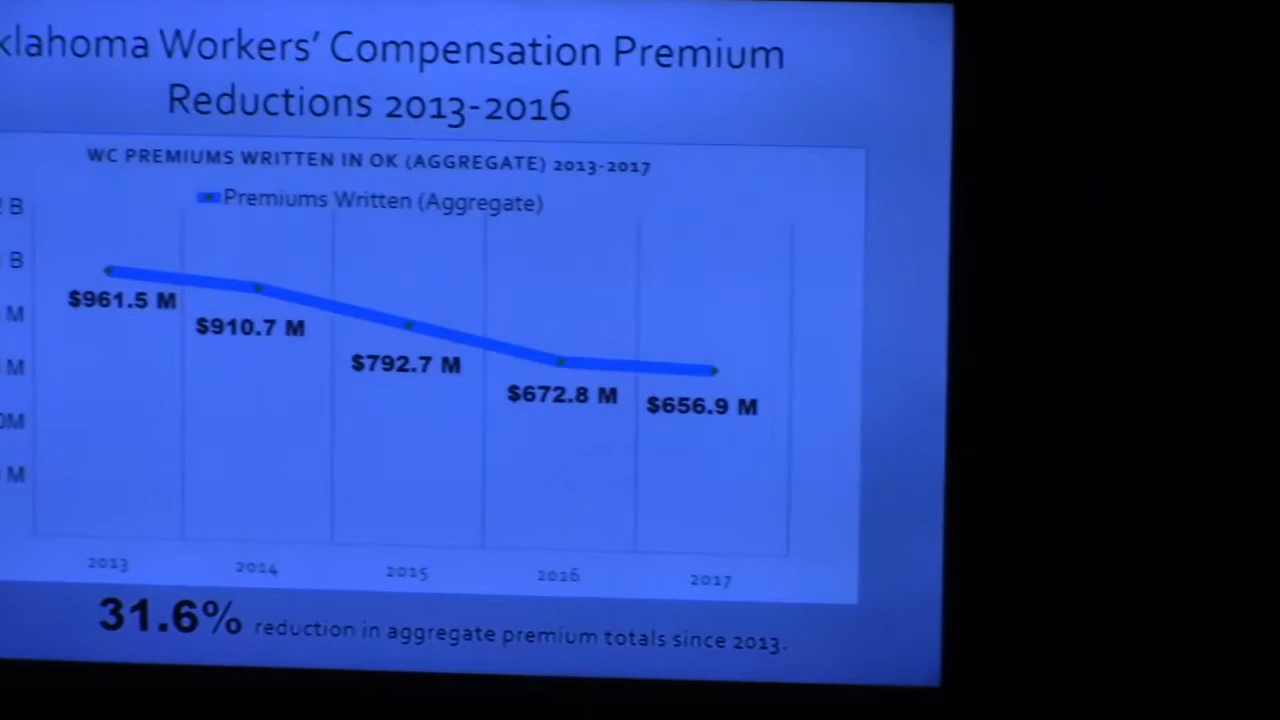 klahoma Workers' Compensation Premium
Reductions 2013-2016
WC PREMIUMS WRITTEN IN OK (AGGREGATE) 2013-2017
Premiums Written (Aggregate)
B
B
M
M
0M
M
$961.5 M
$910.7 M
$792.7 M
$672.8 M
$656.9 M
2013
2014
2015
2016
2017
31.6% reduction in aggregate premium totals since 2013.